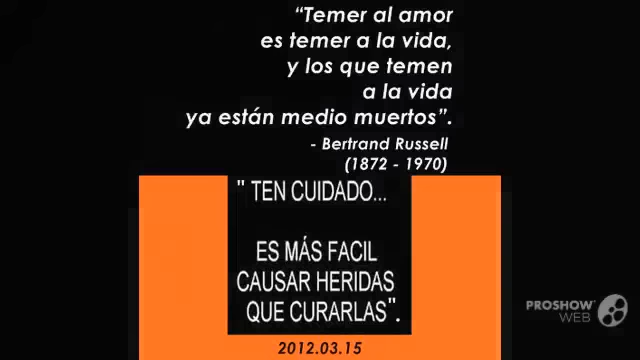 “Temer al amor
es temer a la vida,
y los que temen
a la vida
ya están medio muertos”.
- Bertrand Russell
(1872 - 1970)
" TEN CUIDADO...
ES MÁS FACIL
CAUSAR HERIDAS
QUE CURARLAS".
PROSHOW™
WEB
2012.03.15